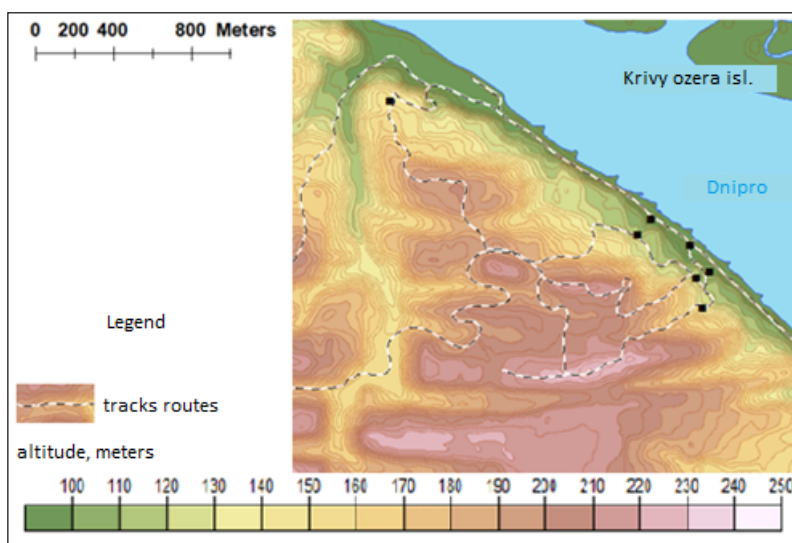 0 200 400 800 Meters
Krivy ozera isl.
Dnipro
Legend
tracks routes
altitude, meters
100 110 120 130 140 150 160 170 180 190 200 210 220 230 240 250